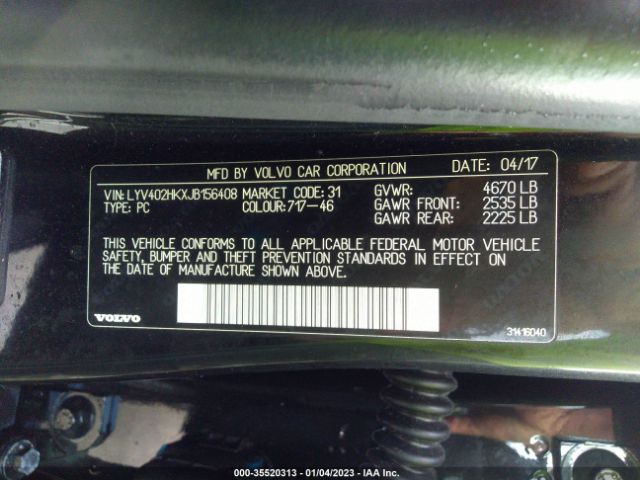 MFD BY VOLVO CAR CORPORATION DATE: 04/17
VIN: LYV402HKXJB156408 MARKET CODE: 31 GVWR: 4670 LB
TYPE: PC COLOUR: 717-46 GAWR FRONT: 2535 LB
GAWR REAR: 2225 LB
THIS VEHICLE CONFORMS TO ALL APPLICABLE FEDERAL MOTOR VEHICLE
SAFETY, BUMPER AND THEFT PREVENTION STANDARDS IN EFFECT ON
THE DATE OF MANUFACTURE SHOWN ABOVE.
VOLVO 31416040
000-35520313 - 01/04/2023 - IAA Inc.